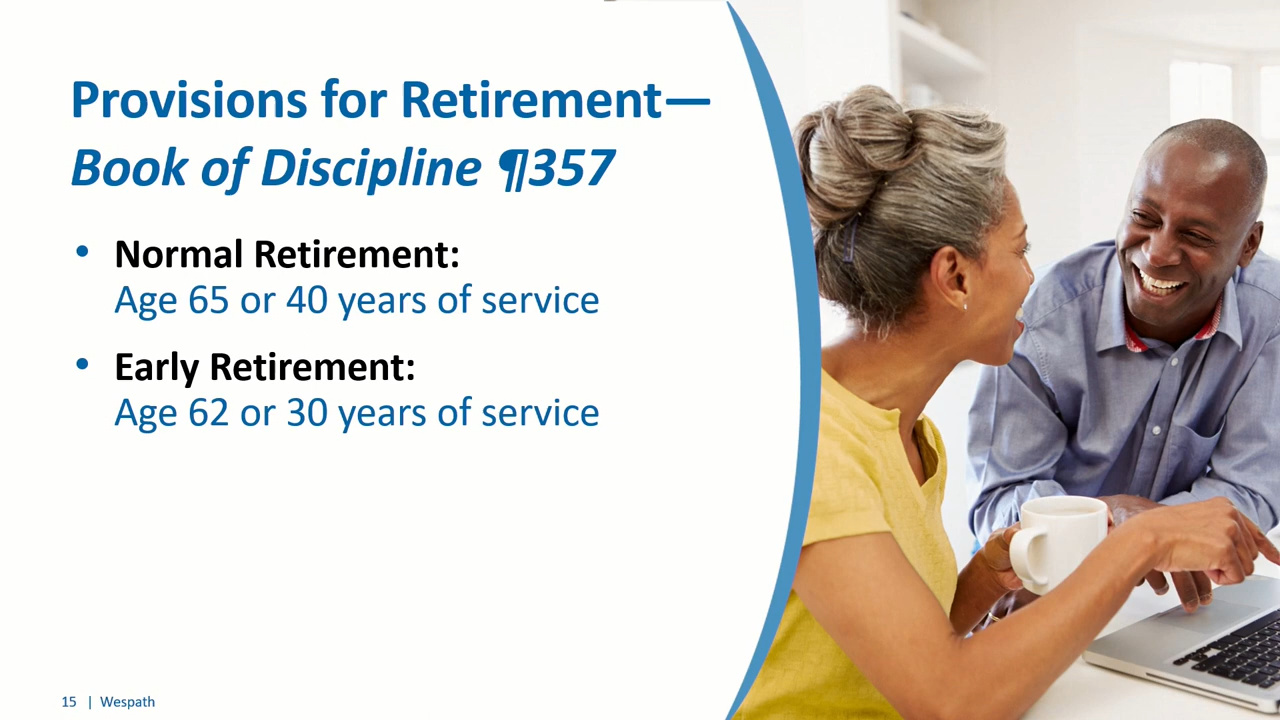 Provisions for Retirement—
Book of Discipline ¶357
• Normal Retirement:
Age 65 or 40 years of service
• Early Retirement:
Age 62 or 30 years of service
15 | Wespath